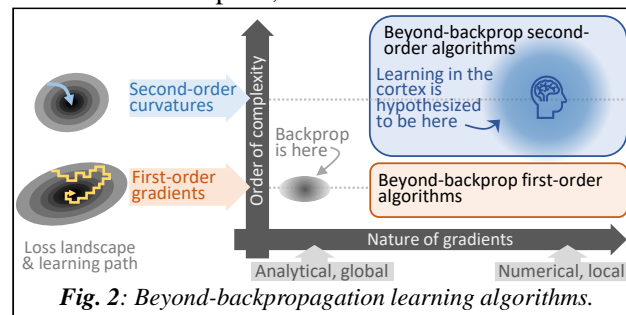 Beyond-backprop second-
order algorithms
Learning in the
cortex is
hypothesized
to be here
Second-order
curvatures
Order of complexity
Backprop
is here
First-order
gradients
Beyond-backprop first-order
algorithms
Loss landscape
& learning path
Nature of gradients
Analytical, global
Numerical, local
Fig. 2: Beyond-backpropagation learning algorithms.